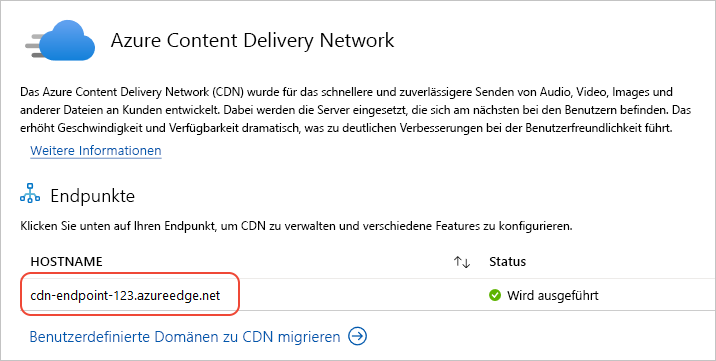 Azure Content Delivery Network
Das Azure Content Delivery Network (CDN) wurde für das schnellere und zuverlässigere Senden von Audio, Video, Images und
anderer Dateien an Kunden entwickelt. Dabei werden die Server eingesetzt, die sich am nächsten bei den Benutzern befinden. Das
erhöht Geschwindigkeit und Verfügbarkeit dramatisch, was zu deutlichen Verbesserungen bei der Benutzerfreundlichkeit führt.
Weitere Informationen
Endpunkte
Klicken Sie unten auf Ihren Endpunkt, um CDN zu verwalten und verschiedene Features zu konfigurieren.
HOSTNAME Status
cdn-endpoint-123.azureedge.net Wird ausgeführt
Benutzerdefinierte Domänen zu CDN migrieren